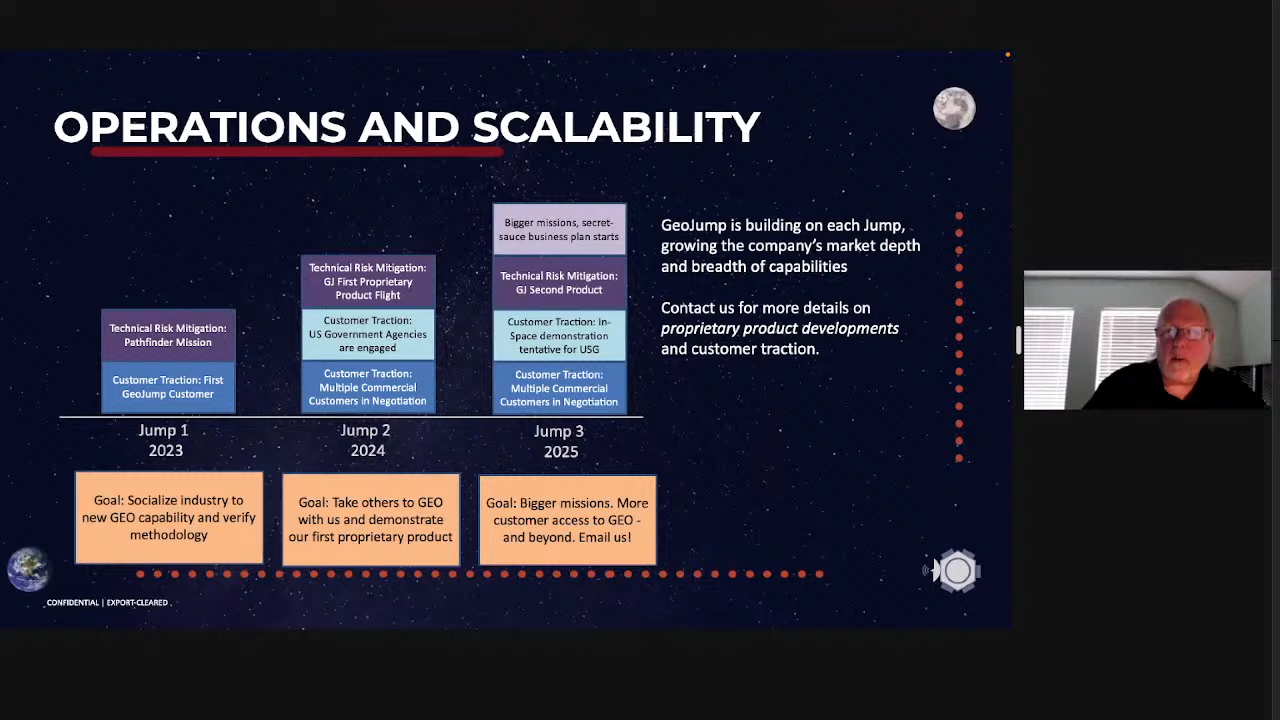 OPERATIONS AND SCALABILITY
Bigger missions, secret-
sauce business plan starts
Technical Risk Mitigation:
GJ First Proprietary
Product Flight
Technical Risk Mitigation:
GJ Second Product
Technical Risk Mitigation:
Pathfinder Mission
Customer Traction:
US Government Agencies
are engaged
Customer Traction: In-
Space demonstration
tentative for USG
Customer Traction: First
GeoJump Customer
Customer Traction:
Multiple Commercial
Customers in Negotiation
Customer Traction:
Multiple Commercial
Customers in Negotiation
Jump 1
2023
Jump 2
2024
Jump 3
2025
Goal: Socialize industry to
new GEO capability and verify
methodology
Goal: Take others to GEO
with us and demonstrate
our first proprietary product
Goal: Bigger missions. More
customer access to GEO -
and beyond. Email us!
GeoJump is building on each Jump,
growing the company's market depth
and breadth of capabilities
Contact us for more details on
proprietary product developments
and customer traction.
CONFIDENTIAL | EXPORT-CLEARED